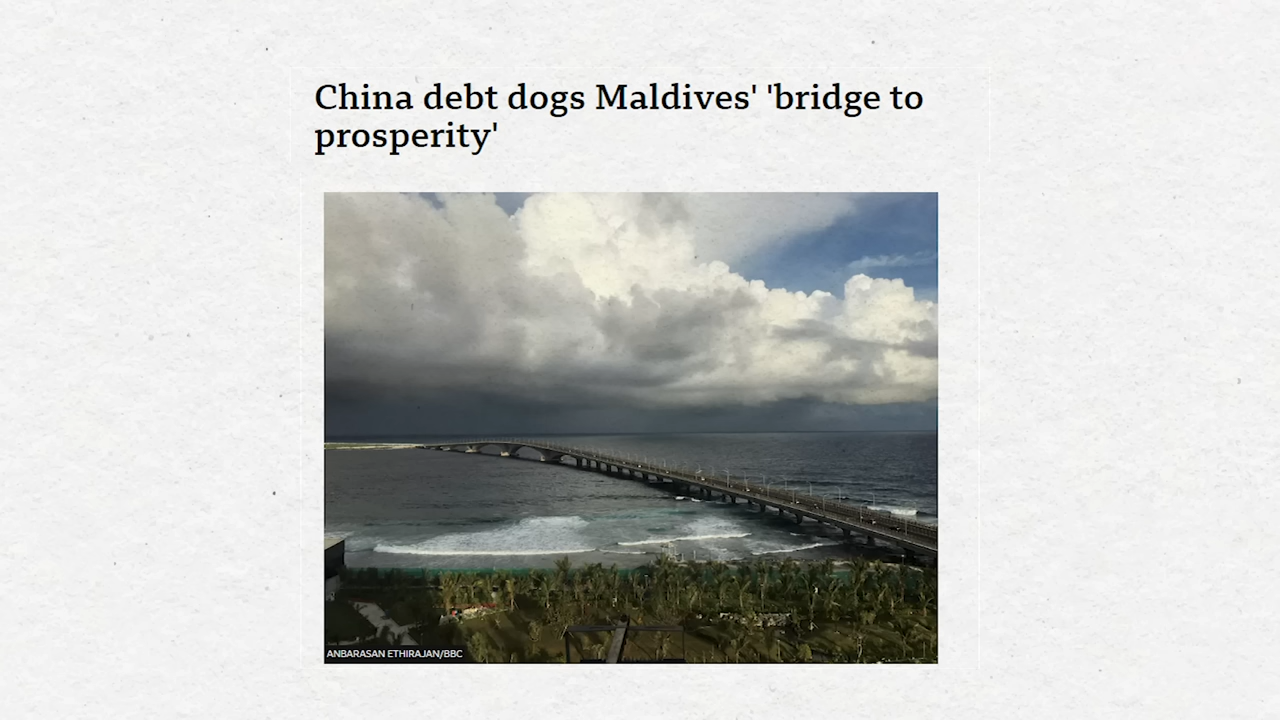 China debt dogs Maldives' 'bridge to
prosperity'
ANBARASAN ETHIRAJAN/BBC